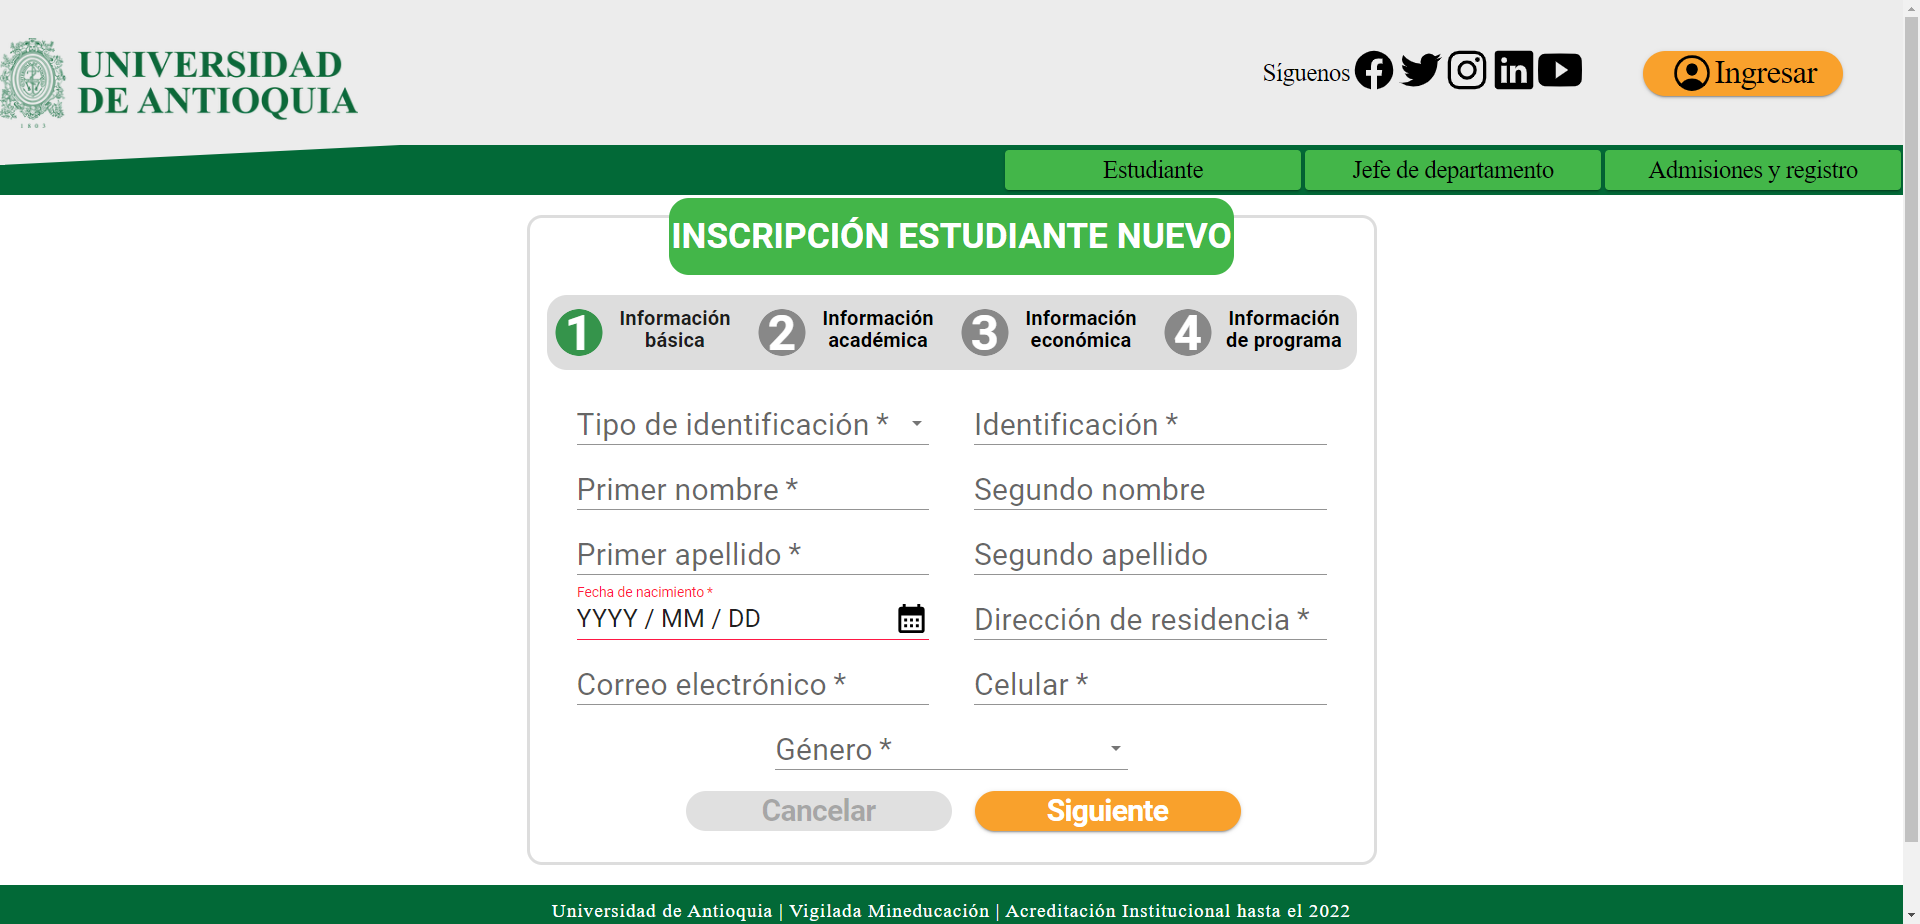 UNIVERSIDAD
DE ANTIOQUIA
1803
Síguenos
Ingresar
Estudiante
Jefe de departamento
Admisiones y registro
INSCRIPCIÓN ESTUDIANTE NUEVO
1 Información
básica
2 Información
académica
3 Información
económica
4 Información
de programa
Tipo de identificación *
Identificación *
Primer nombre *
Segundo nombre
Primer apellido *
Segundo apellido
Fecha de nacimiento *
YYYY / MM / DD
Dirección de residencia *
Correo electrónico *
Celular *
Género *
Cancelar
Siguiente
Universidad de Antioquia | Vigilada Mineducación | Acreditación Institucional hasta el 2022